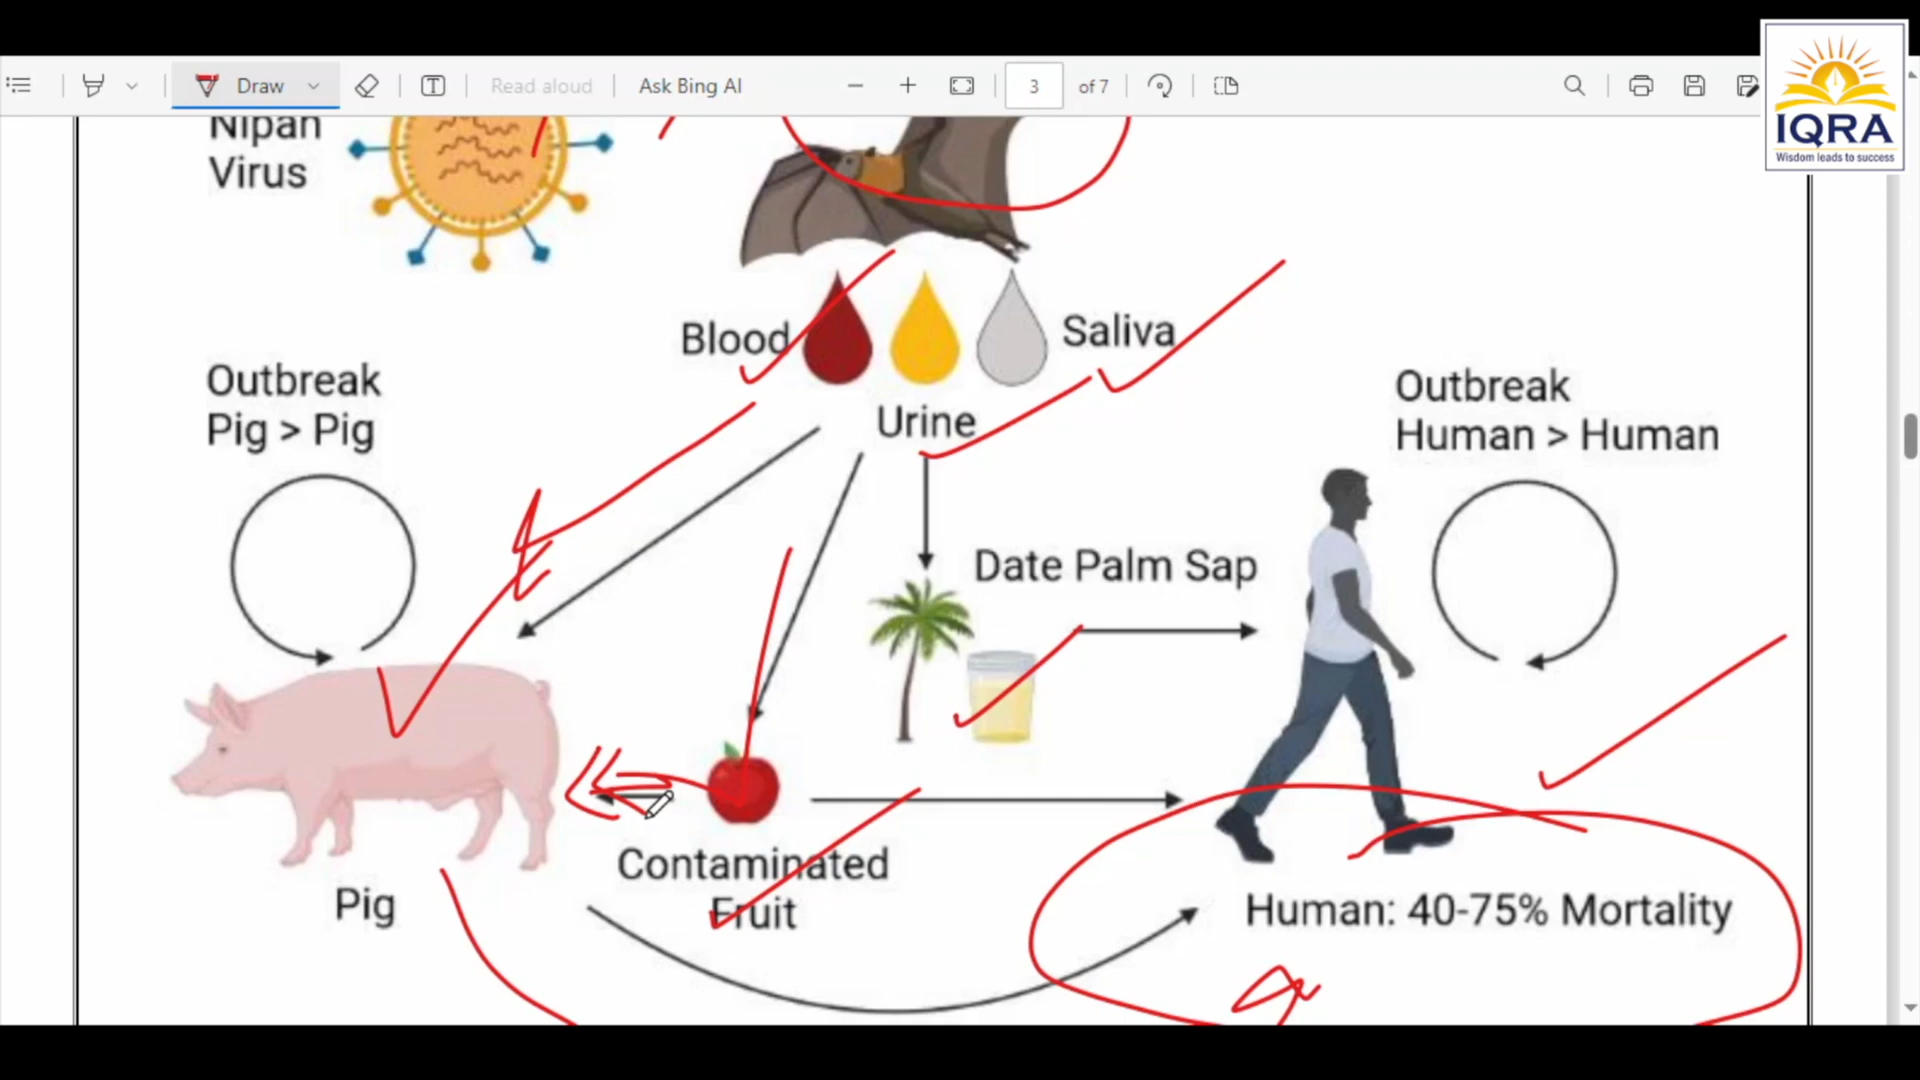 Draw
Read aloud
Ask Bing AI
3 of 7
IQRA
Wisdom leads to success
Nipah
Virus
Blood
Saliva
Urine
Outbreak
Pig > Pig
Outbreak
Human > Human
Date Palm Sap
Contaminated
Fruit
Pig
Human: 40-75% Mortality